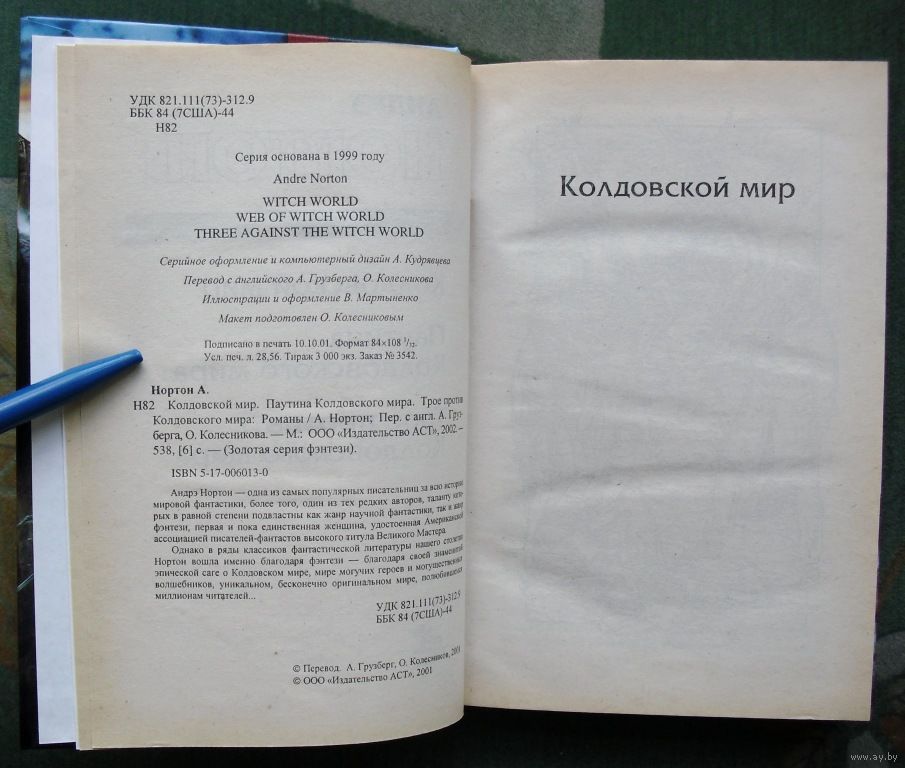 УДК 821.111(73)-312.9
ББК 84 (7США)-44
Н82
Серия основана в 1999 году
Andre Norton
WITCH WORLD
WEB OF WITCH WORLD
THREE AGAINST THE WITCH WORLD
Серийное оформление и компьютерный дизайн А. Кудрявцева
Перевод с английского А. Грузберга, О. Колесникова
Иллюстрации и оформление В. Мартыненко
Макет подготовлен О. Колесниковым
Подписано в печать 10.10.01. Формат 84×108 1/32.
Усл. печ. л. 28,56. Тираж 3 000 экз. Заказ № 3542.
Нортон А.
Н82 Колдовской мир. Паутина Колдовского мира. Трое против
Колдовского мира: Романы / А. Нортон; Пер. с англ. А. Груз-
берга, О. Колесникова. — М.: ООО «Издательство АСТ», 2002. –
538, [6] с. — (Золотая серия фэнтези).
ISBN 5-17-006013-0
Андрэ Нортон — одна из самых популярных писательниц за всю историю
мировой фантастики, более того, один из тех редких авторов, таланту кото-
рых в равной степени подвластны как жанр научной фантастики, так и жанр
фэнтези, первая и пока единственная женщина, удостоенная Американской
ассоциацией писателей-фантастов высокого титула Великого Мастера.
Однако в ряды классиков фантастической литературы нашего столетия
Нортон вошла именно благодаря фэнтези — благодаря своей знаменитой
эпической саге о Колдовском мире, мире могучих героев и могущественных
волшебников, уникальном, бесконечно оригинальном мире, полюбившемся
миллионам читателей...
УДК 821.111(73)-312.9
ББК 84 (7США)-44
© Перевод. А. Грузберг, О. Колесников, 2001
© ООО «Издательство АСТ», 2001
Колдовской мир
www.ay.by